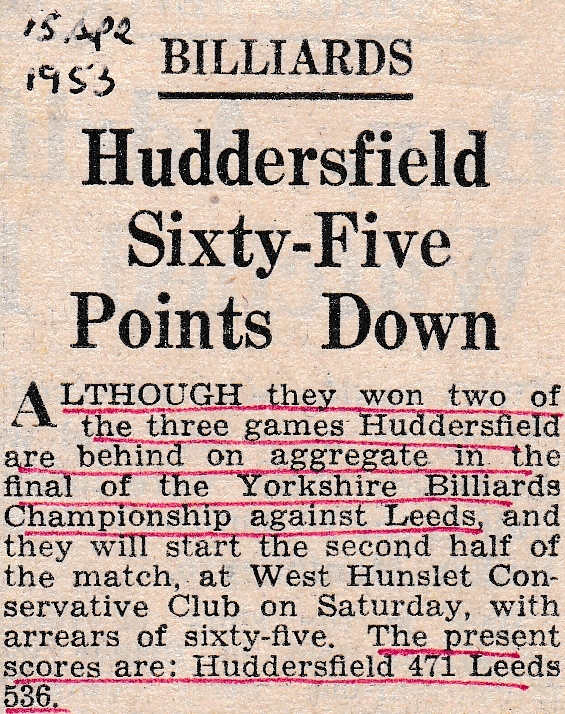 15 Apr
1953
BILLIARDS
Huddersfield
Sixty-Five
Points Down
ALTHOUGH they won two of
the three games Huddersfield
are behind on aggregate in the
final of the Yorkshire Billiards
Championship against Leeds, and
they will start the second half of
the match, at West Hunslet Con-
servative Club on Saturday, with
arrears of sixty-five. The present
scores are: Huddersfield 471 Leeds
536.